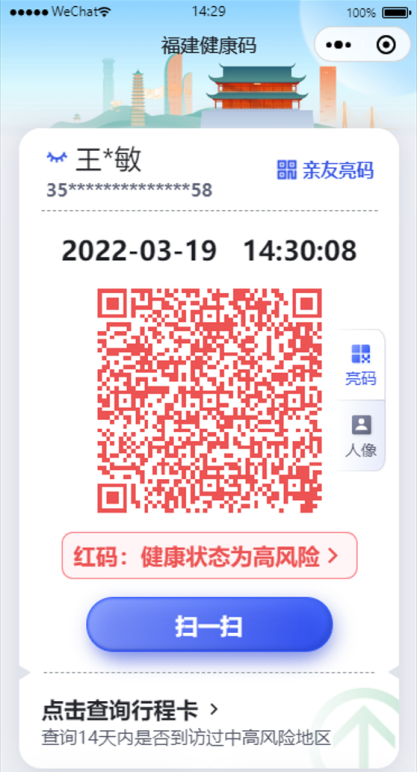 WeChat 14:29 100%
福建健康码
王*敏
亲友亮码
35**************58
2022-03-19 14:30:08
亮码
人像
红码：健康状态为高风险
扫一扫
点击查询行程卡
查询14天内是否到访过中高风险地区